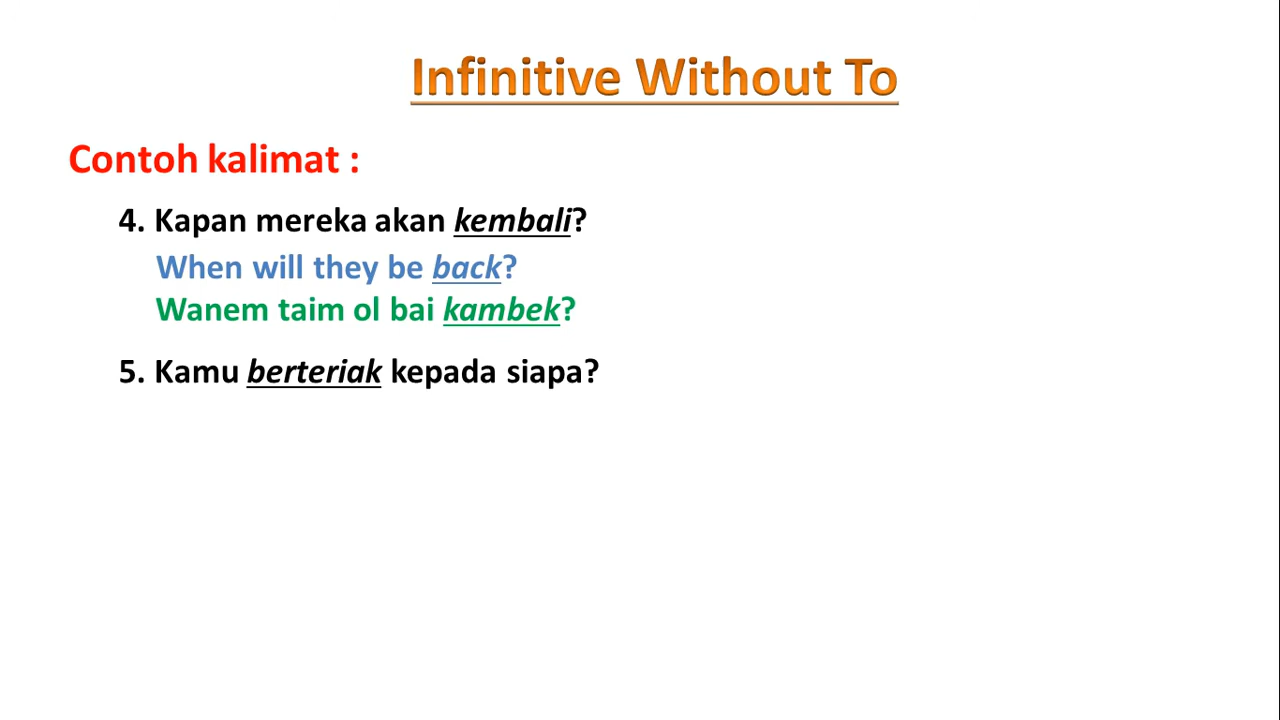 Infinitive Without To
Contoh kalimat :
4. Kapan mereka akan kembali?
When will they be back?
Wanem taim ol bai kambek?
5. Kamu berteriak kepada siapa?